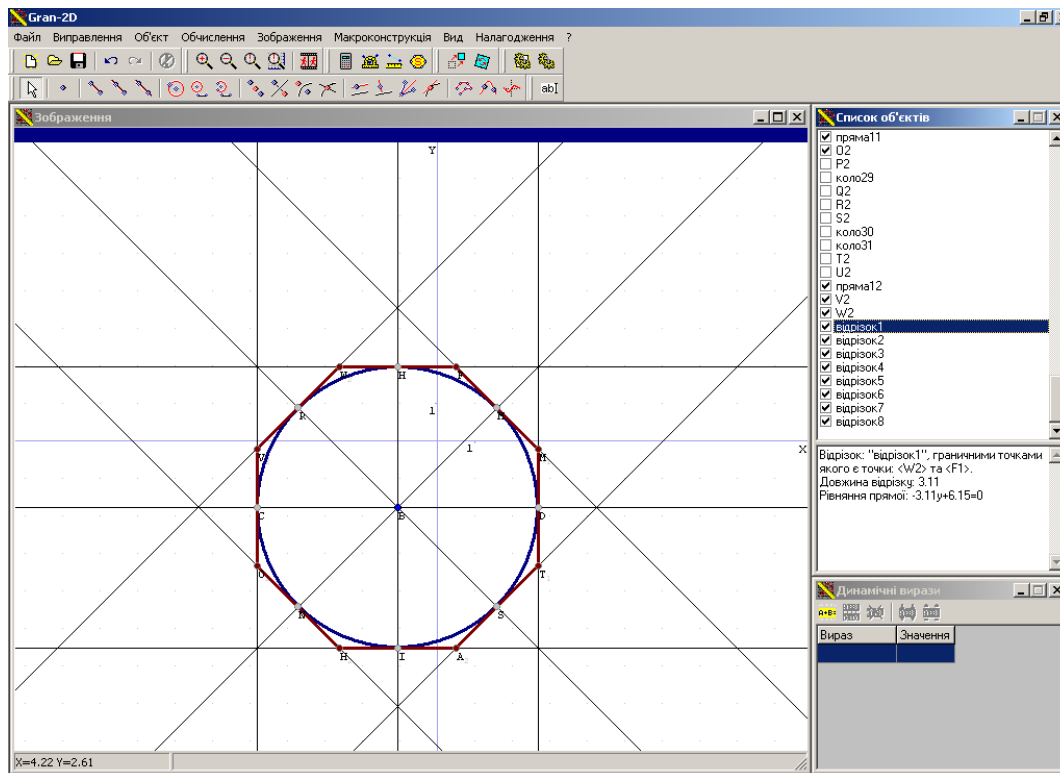 Gran-2D
Файл Виправлення Об'єкт Обчислення Зображення Макроконструкція Вид Налагодження ?
abI
Зображення
Y
X
1
1
W H F
R M
V M
C B D
U T
N S
H I A
X=4.22 Y=2.61
Список об'єктів
пряма11
O2
P2
коло29
Q2
R2
S2
коло30
коло31
T2
U2
пряма12
V2
W2
відрізок1
відрізок2
відрізок3
відрізок4
відрізок5
відрізок6
відрізок7
відрізок8
Відрізок: "відрізок1", граничними точками
якого є точки: <W2> та <F1>.
Довжина відрізку: 3.11
Рівняння прямої: -3.11y+6.15=0
Динамічні вирази
A+B=
Вираз Значення